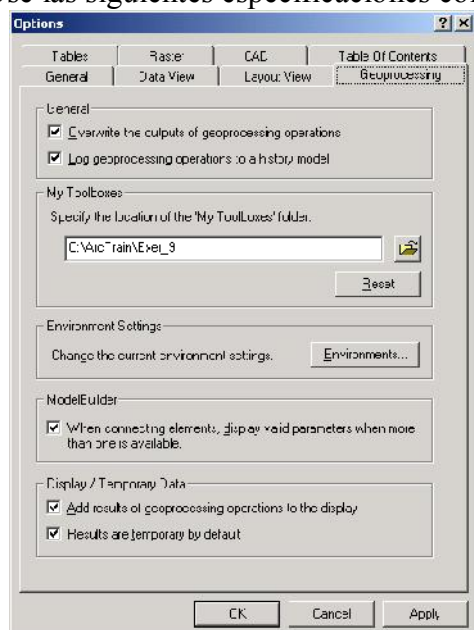 use las siguientes especificaciones co
Options
Tables Raster CAD Table Of Contents
General Data View Layout View Geoprocessing
General
Overwrite the outputs of geoprocessing operations
Log geoprocessing operations to a history model
My Toolboxes
Specify the location of the 'My Toolboxes' folder.
C:\ArcTrain\Exer_9
Reset
Environment Settings
Change the current environment settings.
Environments...
ModelBuilder
When connecting elements, display valid parameters when more
than one is available.
Display / Temporary Data
Add results of geoprocessing operations to the display
Results are temporary by default
OK Cancel Apply